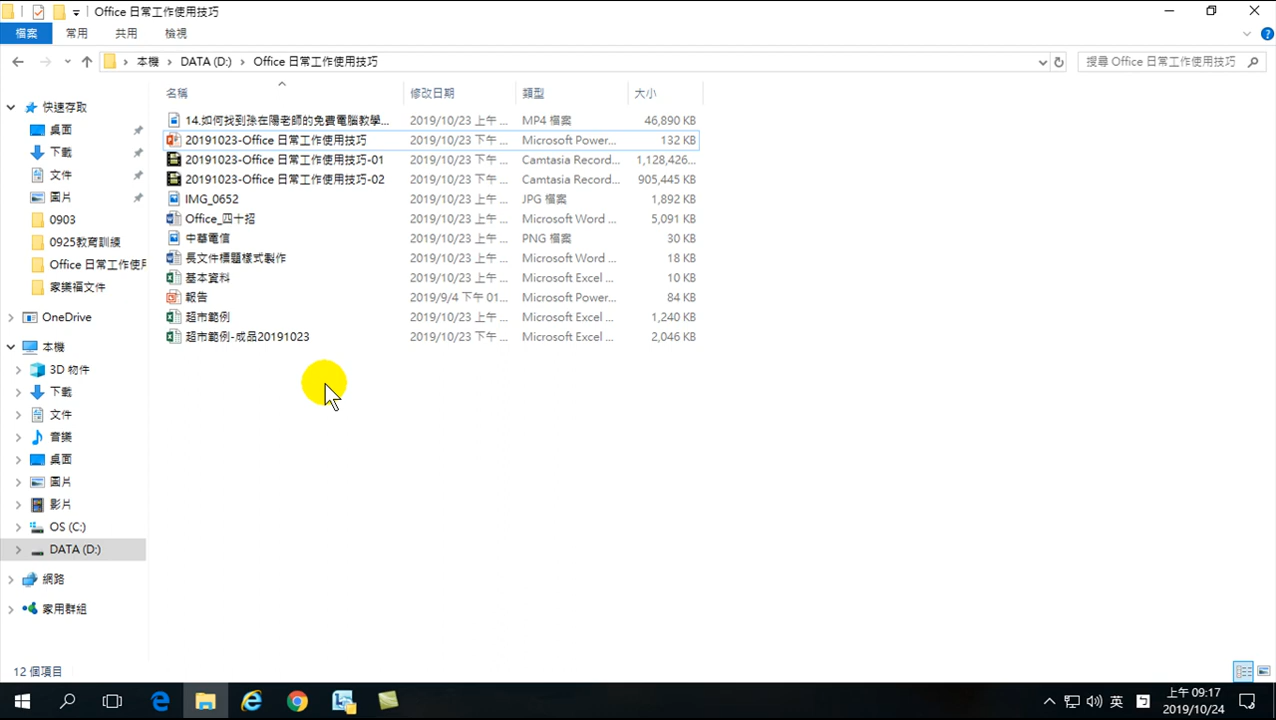 Office 日常工作使用技巧
檔案 常用 共用 檢視
本機 DATA (D:) Office 日常工作使用技巧 搜尋 Office 日常工作使用技巧
名稱 修改日期 類型 大小
14.如何找到孫在陽老師的免費電腦教學... 2019/10/23 上午 ... MP4 檔案 46,890 KB
20191023-Office 日常工作使用技巧 2019/10/23 下午 ... Microsoft Power... 132 KB
20191023-Office 日常工作使用技巧-01 2019/10/23 下午 ... Camtasia Record... 1,128,426...
20191023-Office 日常工作使用技巧-02 2019/10/23 下午 ... Camtasia Record... 905,445 KB
IMG_0652 2019/10/23 上午 ... JPG 檔案 1,892 KB
Office_四十招 2019/10/23 上午 ... Microsoft Word ... 5,091 KB
中華電信 2019/10/23 上午 ... PNG 檔案 30 KB
長文件標題樣式製作 2019/10/23 上午 ... Microsoft Word ... 18 KB
基本資料 2019/10/23 上午 ... Microsoft Excel ... 10 KB
報告 2019/9/4 下午 01... Microsoft Power... 84 KB
超市範例 2019/10/23 下午 ... Microsoft Excel ... 1,240 KB
超市範例-成品20191023 2019/10/23 下午 ... Microsoft Excel ... 2,046 KB
快速存取
桌面
下載
文件
圖片
0903
0925教育訓練
Office 日常工作使用
家樂福文件
OneDrive
本機
3D 物件
下載
文件
音樂
桌面
圖片
影片
OS (C:)
DATA (D:)
網路
家用群組
12 個項目
英 上午 09:17
2019/10/24